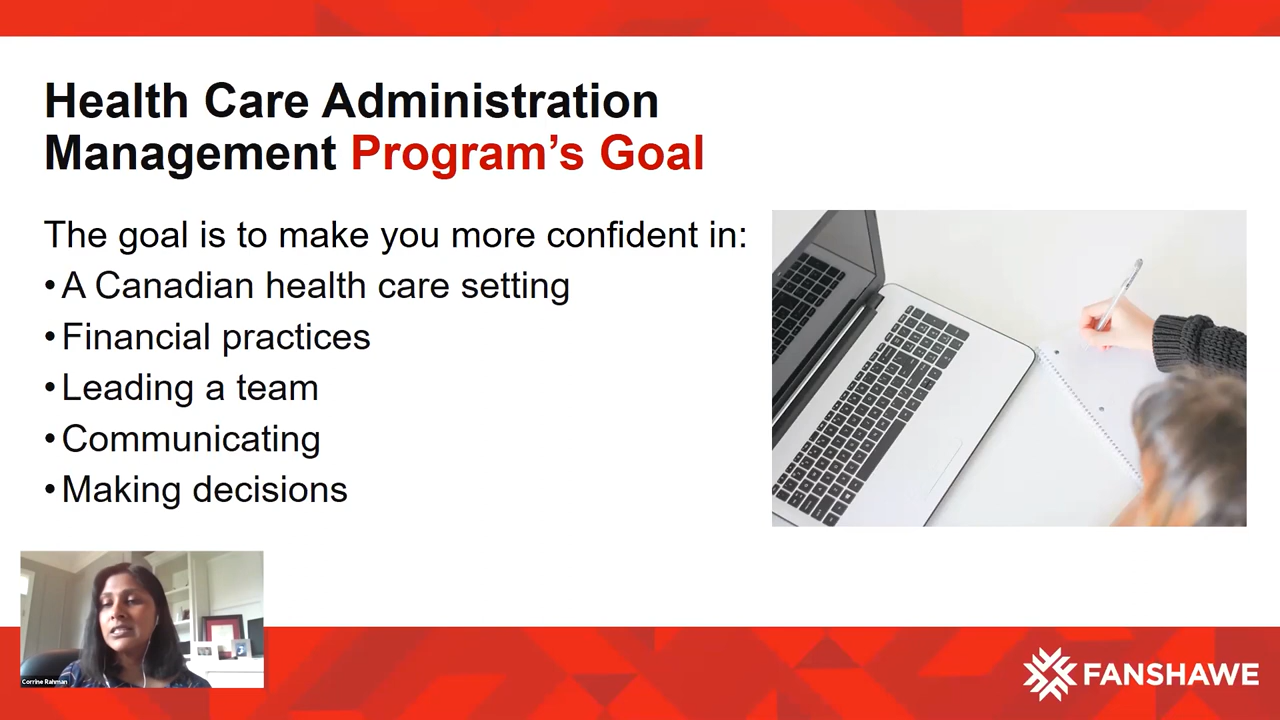 Health Care Administration
Management Program’s Goal
The goal is to make you more confident in:
•A Canadian health care setting
•Financial practices
•Leading a team
•Communicating
•Making decisions
Corrine Rahman
FANSHAWE